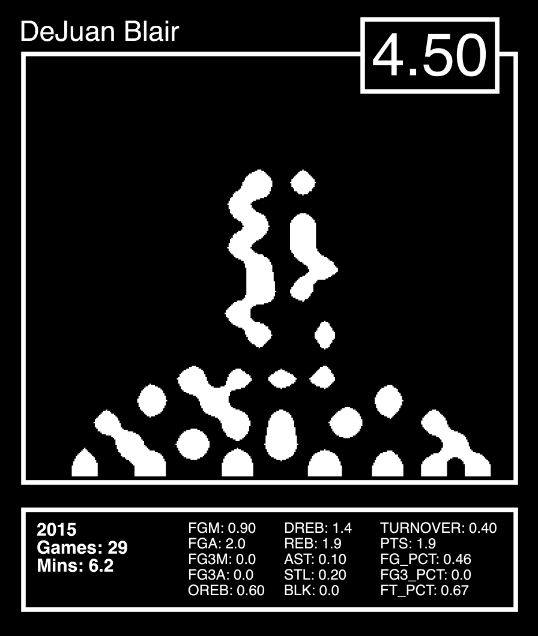 DeJuan Blair
4.50
2015
Games: 29
Mins: 6.2
FGM: 0.90
FGA: 2.0
FG3M: 0.0
FG3A: 0.0
OREB: 0.60
DREB: 1.4
REB: 1.9
AST: 0.10
STL: 0.20
BLK: 0.0
TURNOVER: 0.40
PTS: 1.9
FG_PCT: 0.46
FG3_PCT: 0.0
FT_PCT: 0.67